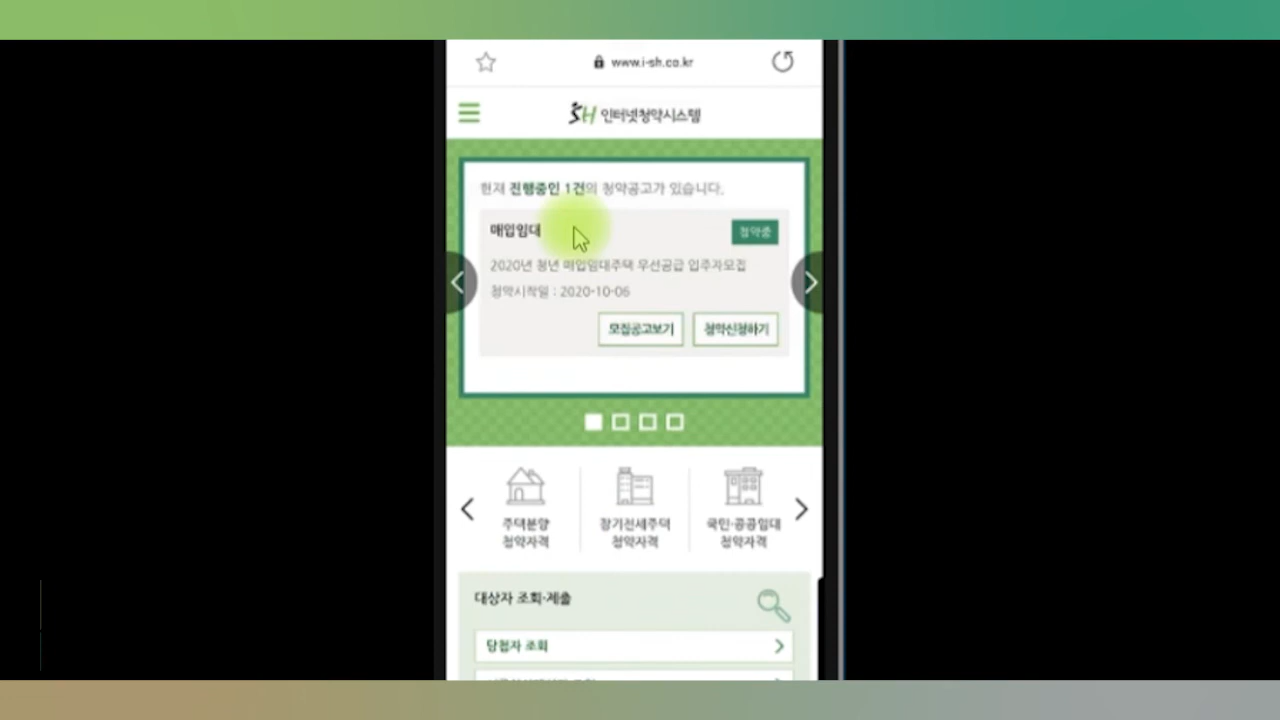 www.i-sh.co.kr
SH 인터넷청약시스템
현재 진행중인 1건의 청약공고가 있습니다.
매입임대
청약중
2020년 청년 매입임대주택 우선공급 입주자모집
청약시작일 : 2020-10-06
모집공고보기
청약신청하기
주택분양
청약자격
장기전세주택
청약자격
국민·공공임대
청약자격
대상자 조회·제출
당첨자 조회